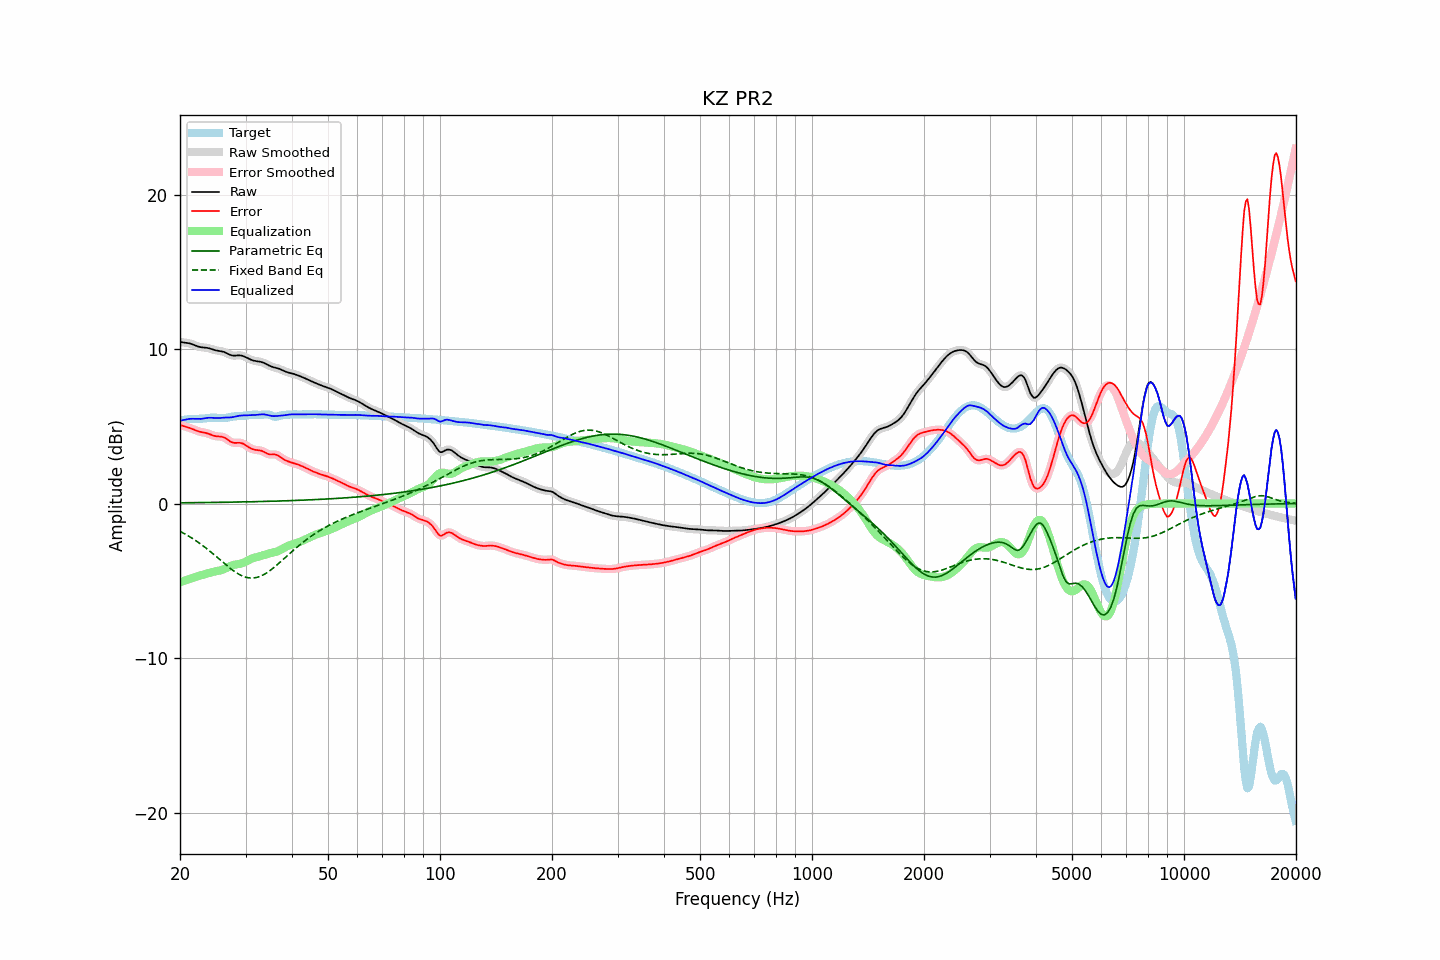 KZ PR2
Target
Raw Smoothed
Error Smoothed
Raw
Error
Equalization
Parametric Eq
Fixed Band Eq
Equalized
20
10
0
−10
−20
Amplitude (dBr)
20 50 100 200 500 1000 2000 5000 10000 20000
Frequency (Hz)